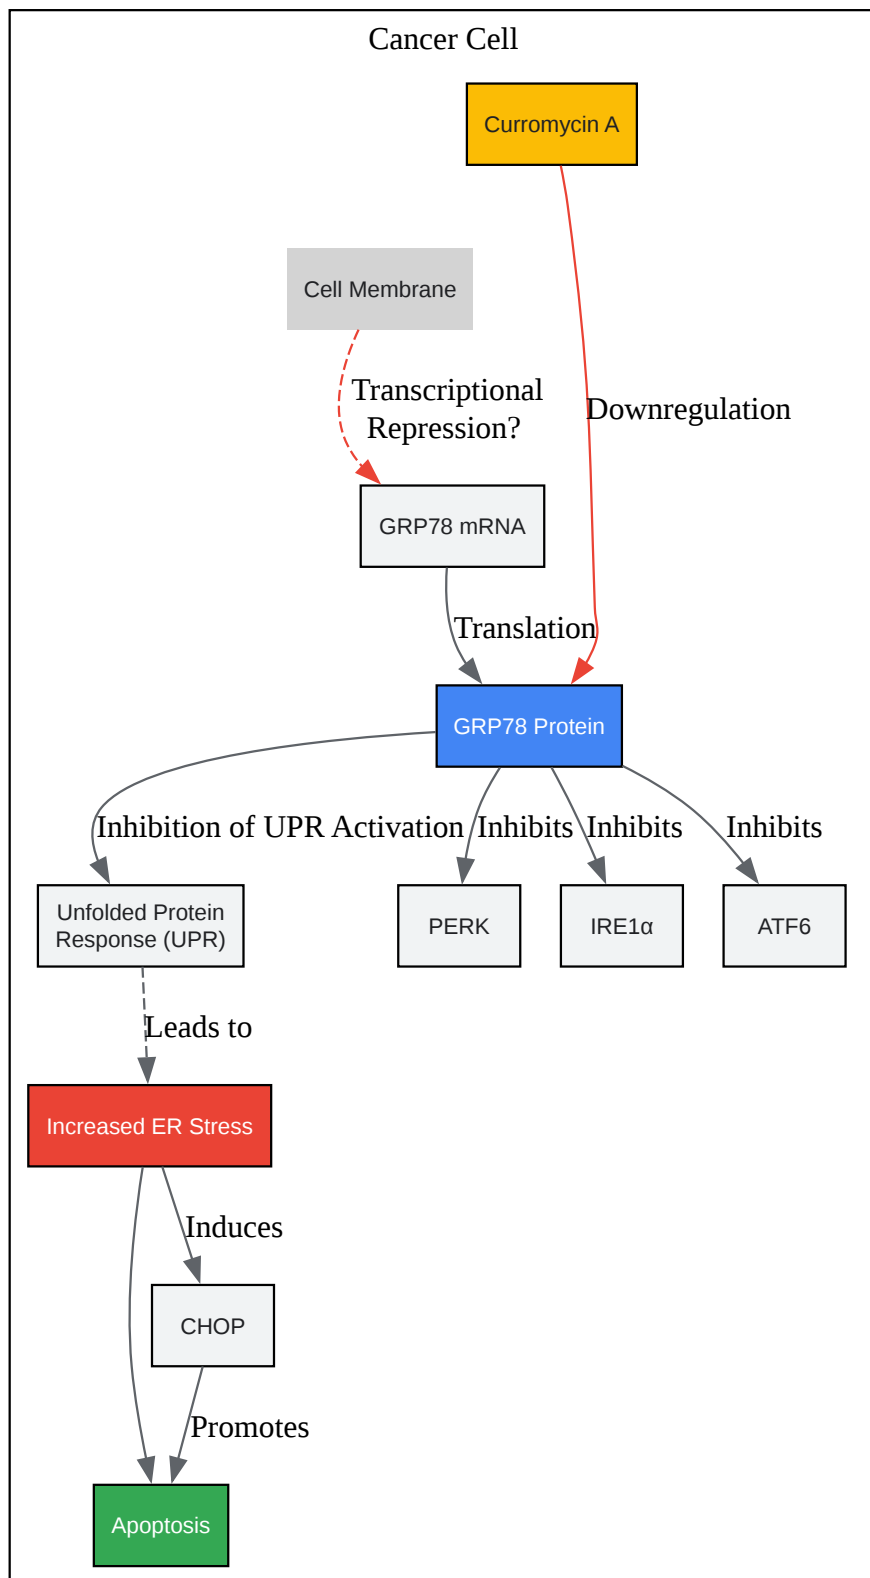 Cancer Cell
Curromycin A
Cell Membrane
Transcriptional
Repression?
Downregulation
GRP78 mRNA
Translation
GRP78 Protein
Inhibition of UPR Activation
Inhibits
Inhibits
Inhibits
Unfolded Protein
Response (UPR)
PERK
IRE1α
ATF6
Leads to
Increased ER Stress
Induces
CHOP
Promotes
Apoptosis